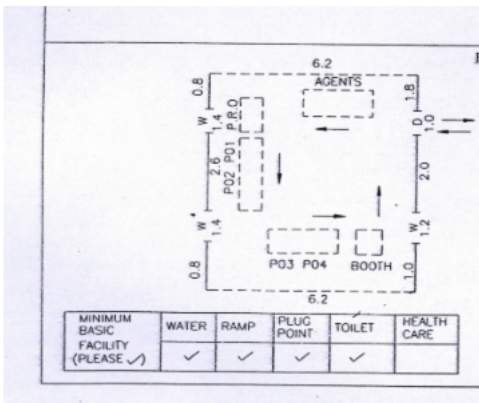 6.2
AGENTS
0.8
1.8
W
1.4
P.R.O
D
1.0
2.6
P02 P01
2.0
W
1.4
W
1.2
P03 P04
BOOTH
0.8
1.0
6.2
MINIMUM BASIC FACILITY (PLEASE ✓)
WATER
RAMP
PLUG POINT
TOILET
HEALTH CARE
✓ ✓ ✓ ✓